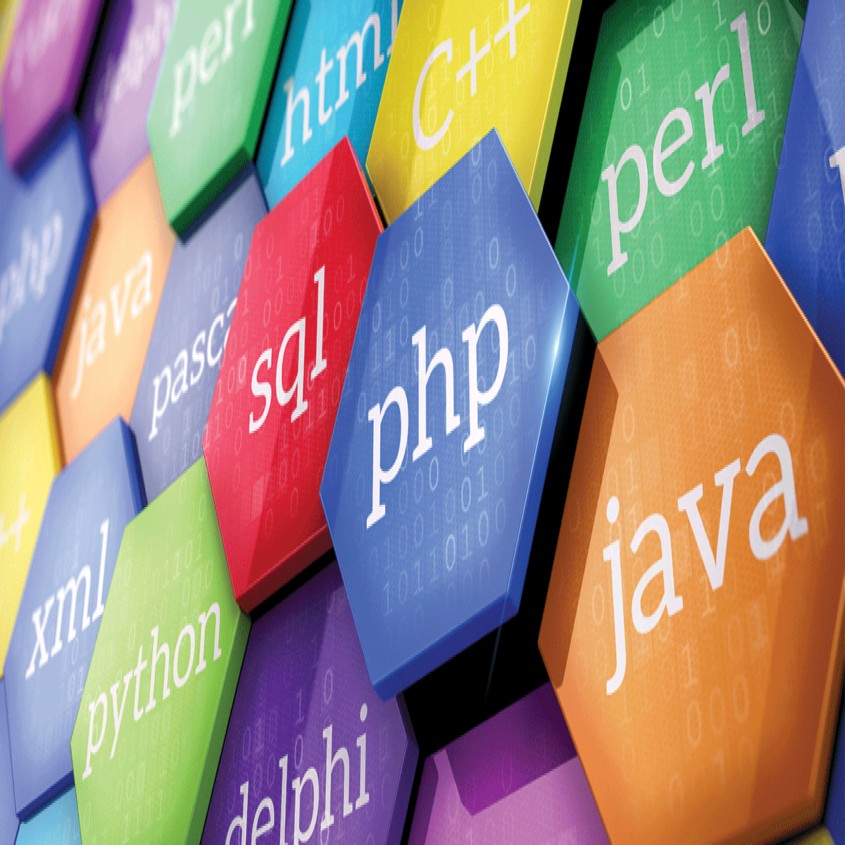 perl
html
C++
perl
php
java
pasca
sql
php
java
++
xml
python
delphi